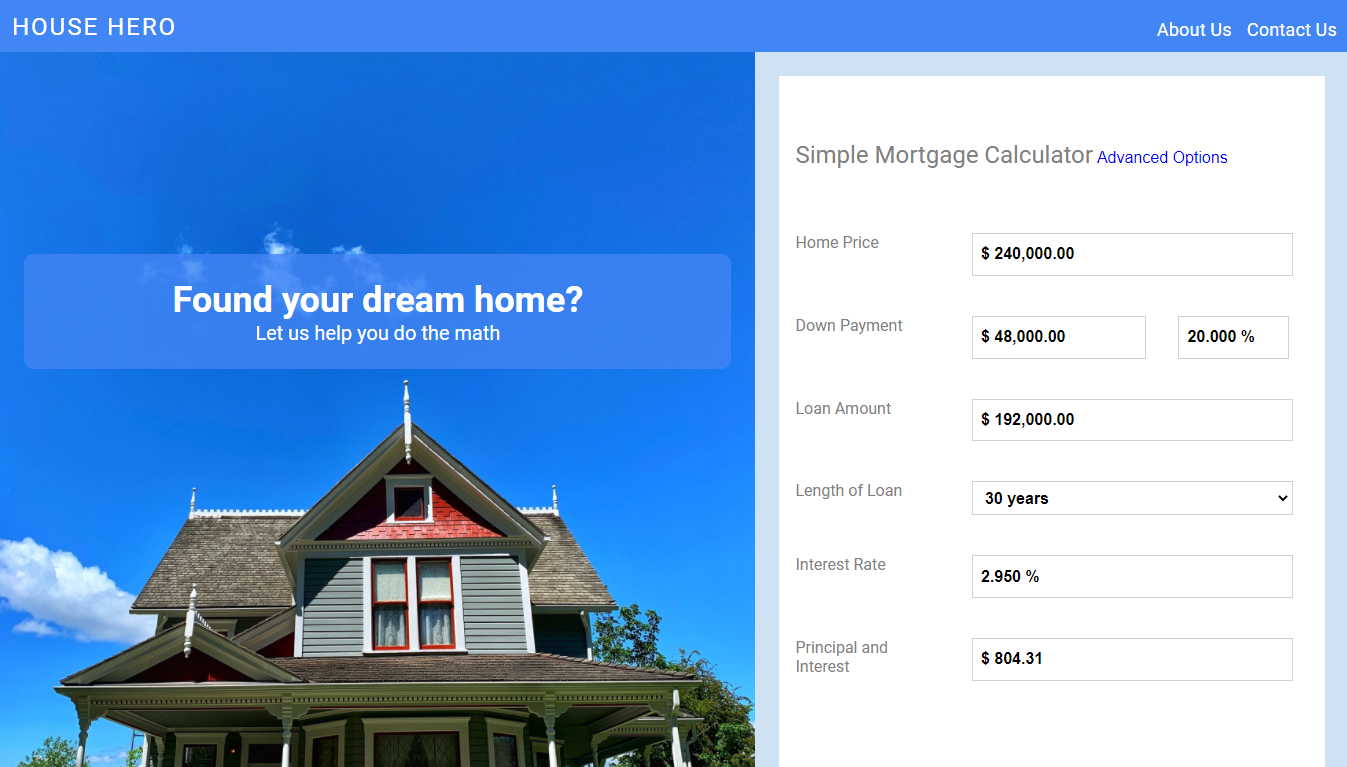 HOUSE HERO
About Us Contact Us
Found your dream home?
Let us help you do the math
Simple Mortgage Calculator Advanced Options
Home Price
$ 240,000.00
Down Payment
$ 48,000.00
20.000 %
Loan Amount
$ 192,000.00
Length of Loan
30 years
Interest Rate
2.950 %
Principal and
Interest
$ 804.31